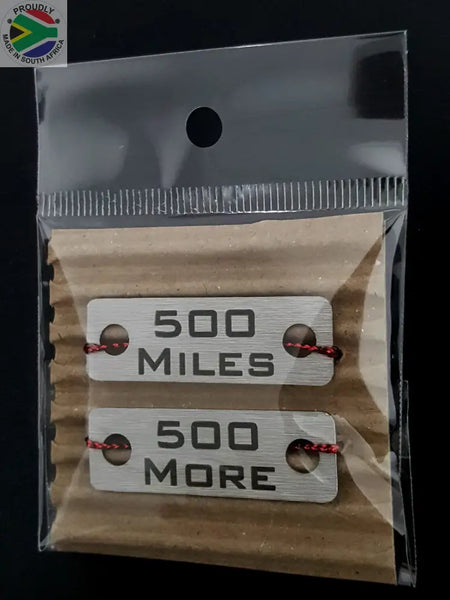 PROUDLY
MADE IN SOUTH AFRICA
500
MILES
500
MORE